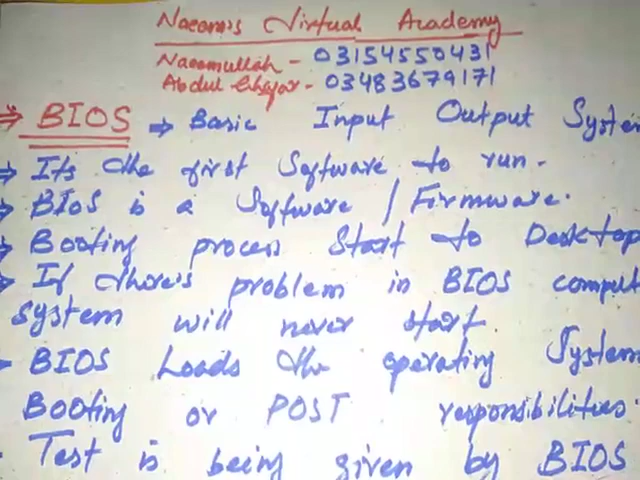 Naeem's Virtual Academy
Naeemullah - 03154550431
Abdul Ghafar - 03483679171
⇒ BIOS ⇒ Basic Input Output System
⇒ Its the first Software to run.
⇒ BIOS is a Software / Firmware.
⇒ Booting process Start to Desktop
⇒ If there's problem in BIOS comput
system will never start.
- BIOS Loads the operating System
Booting or POST responsibilities.
Test is being given by BIOS